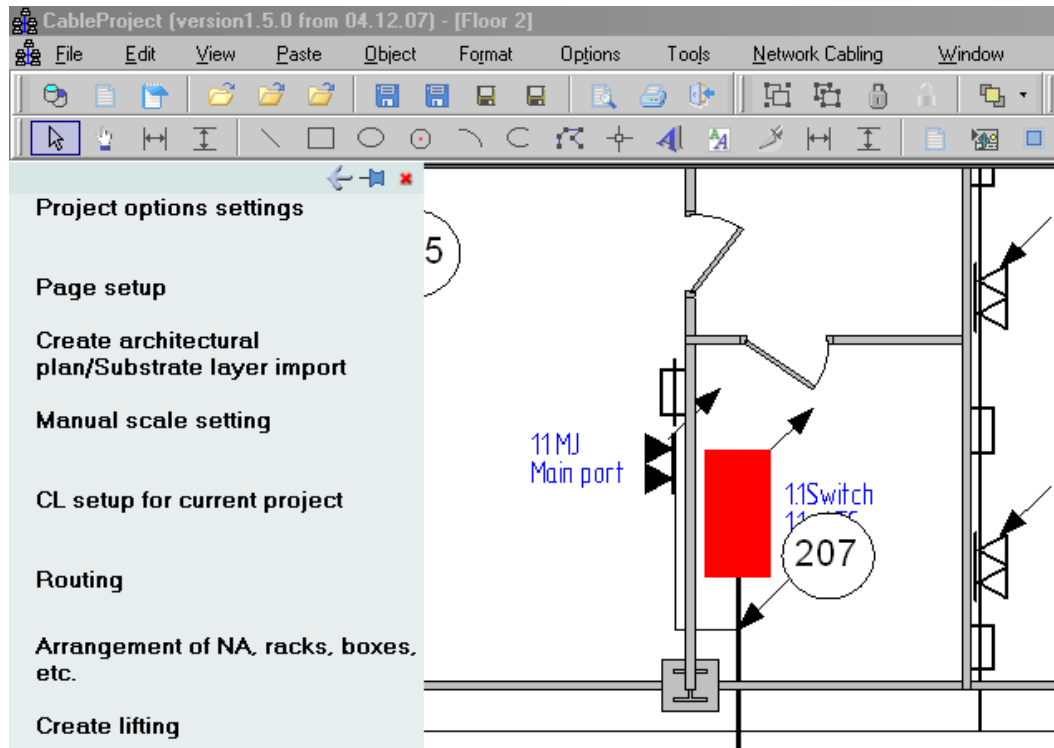 CableProject (version1.5.0 from 04.12.07) - [Floor 2]
File Edit View Paste Object Format Options Tools Network Cabling Window
Project options settings
Page setup
Create architectural
plan/Substrate layer import
Manual scale setting
CL setup for current project
Routing
Arrangement of NA, racks, boxes,
etc.
Create lifting
5
11 MJ
Main port
1.1Switch
207